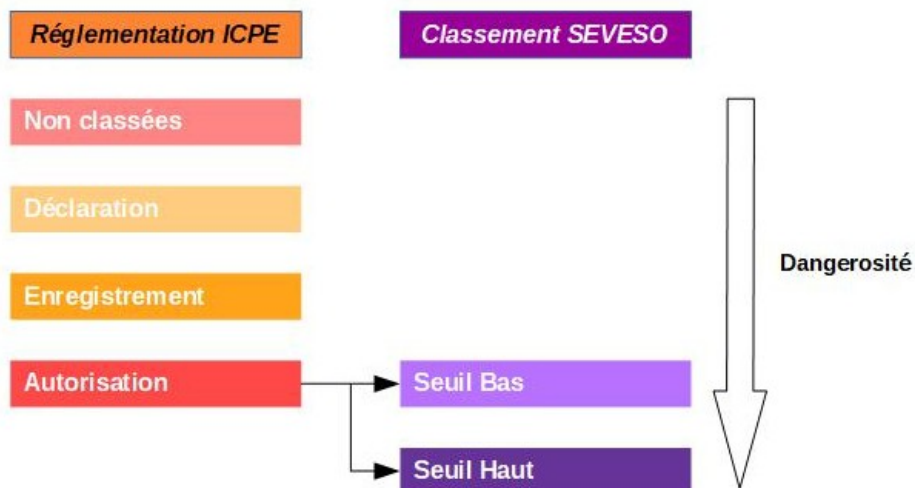 Réglementation ICPE
Classement SEVESO
Non classées
Déclaration
Dangerosité
Enregistrement
Autorisation
Seuil Bas
Seuil Haut